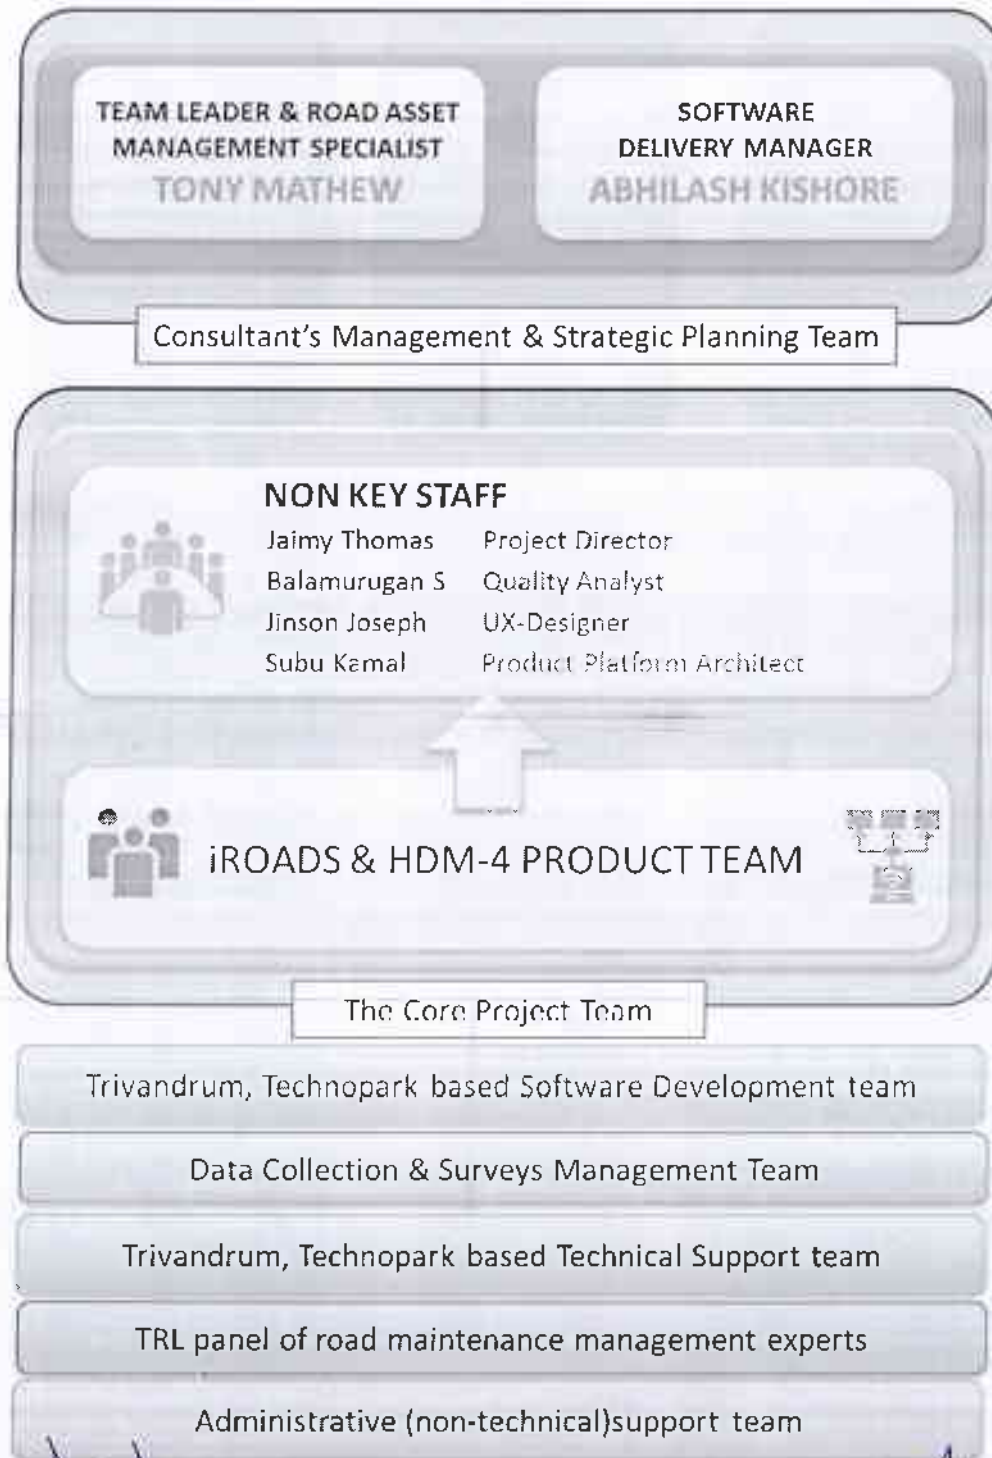 TEAM LEADER & ROAD ASSET
MANAGEMENT SPECIALIST
TONY MATHEW
SOFTWARE
DELIVERY MANAGER
ABHILASH KISHORE
Consultant's Management & Strategic Planning Team
NON KEY STAFF
Jaimy Thomas Project Director
Balamurugan S Quality Analyst
Jinson Joseph UX-Designer
Subu Kamal Product Platform Architect
iROADS & HDM-4 PRODUCT TEAM
The Core Project Team
Trivandrum, Technopark based Software Development team
Data Collection & Surveys Management Team
Trivandrum, Technopark based Technical Support team
TRL panel of road maintenance management experts
Administrative (non-technical)support team